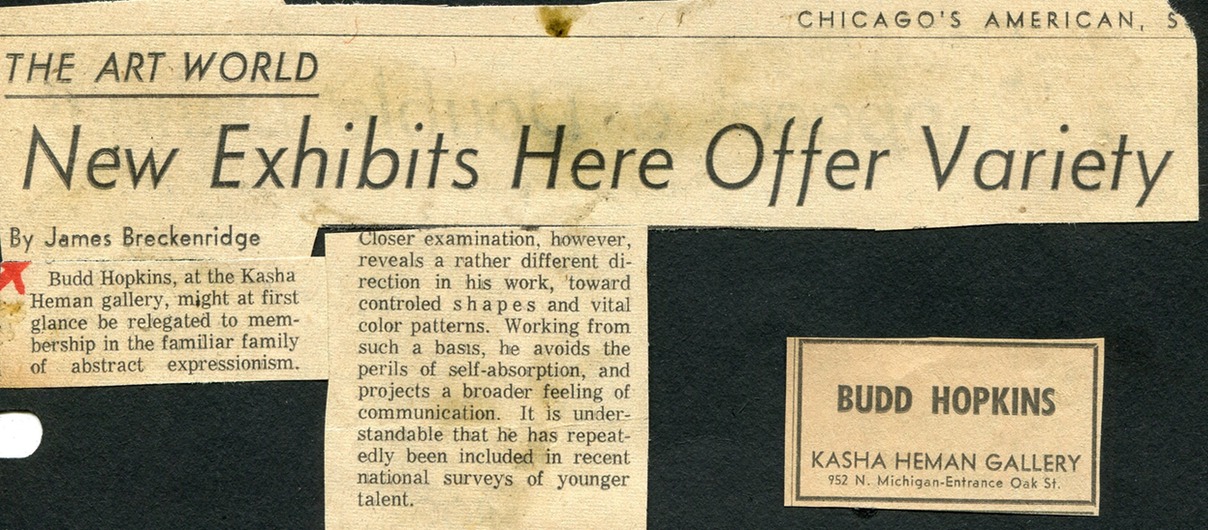 CHICAGO'S AMERICAN,
THE ART WORLD
New Exhibits Here Offer Variety
By James Breckenridge
Budd Hopkins, at the Kasha
Heman gallery, might at first
glance be relegated to mem-
bership in the familiar family
of abstract expressionism.
Closer examination, however,
reveals a rather different di-
rection in his work, toward
controled shapes and vital
color patterns. Working from
such a basis, he avoids the
perils of self-absorption, and
projects a broader feeling of
communication. It is under-
standable that he has repeat-
edly been included in recent
national surveys of younger
talent.
BUDD HOPKINS
KASHA HEMAN GALLERY
952 N. Michigan-Entrance Oak St.